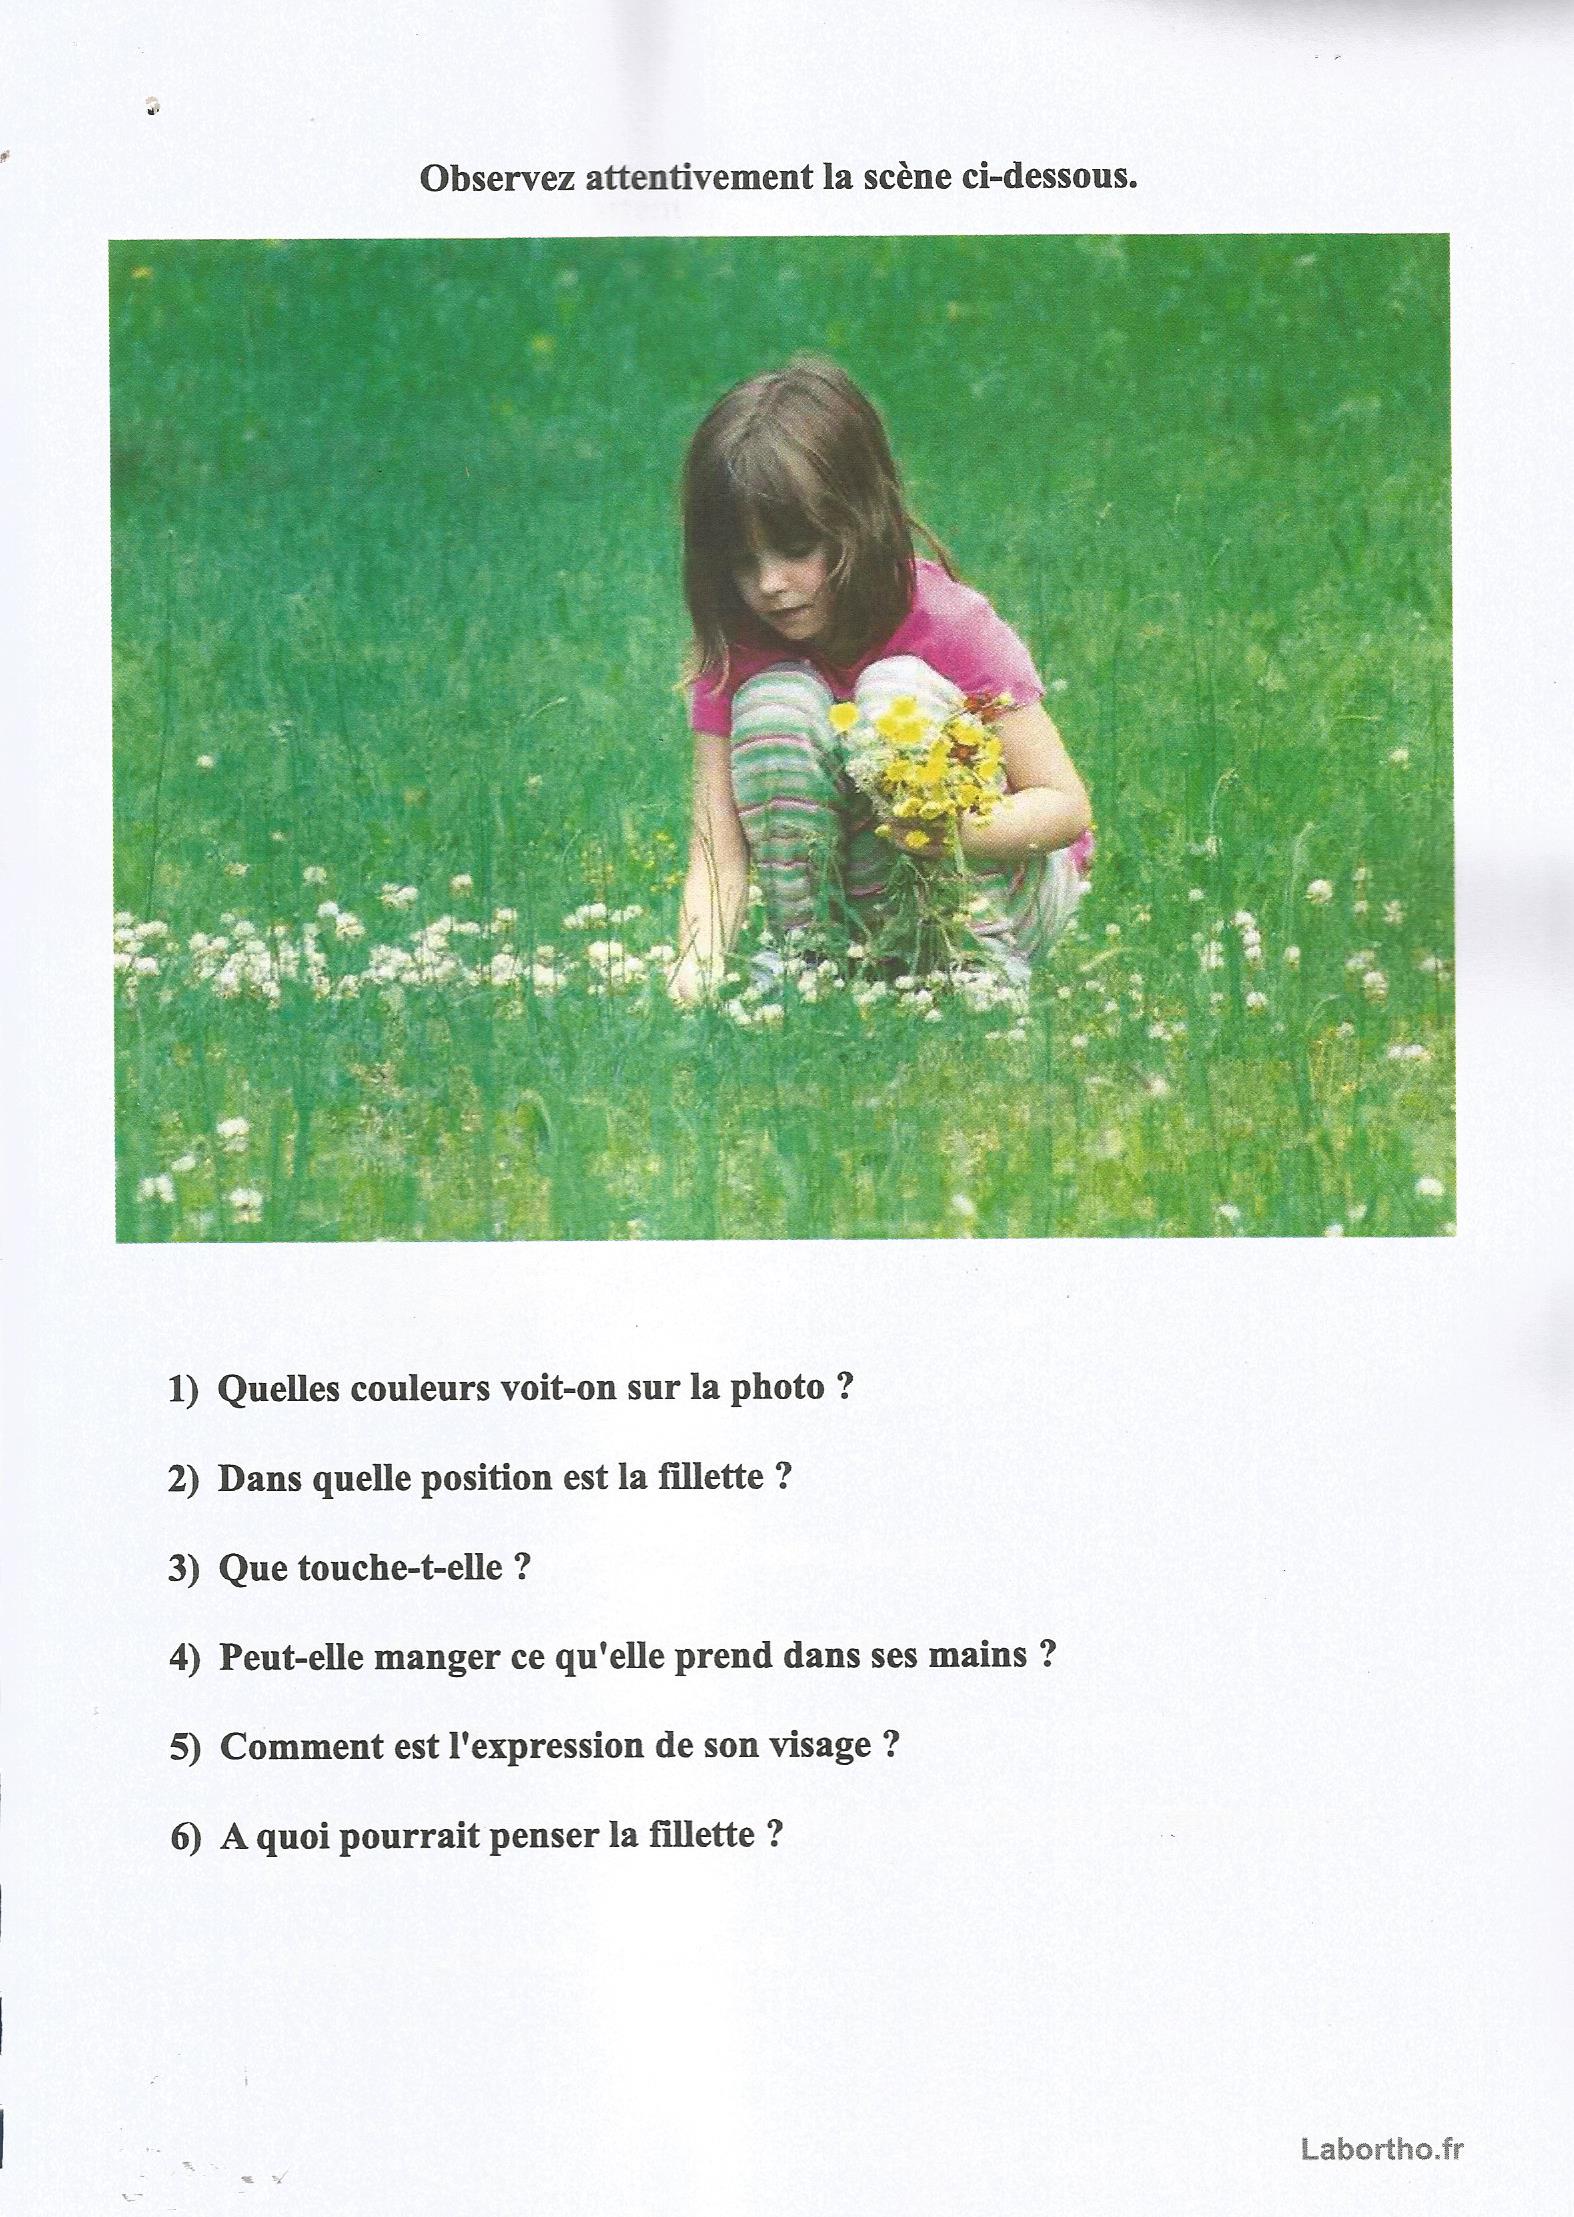 Observez attentivement la scène ci-dessous.
1) Quelles couleurs voit-on sur la photo ?
2) Dans quelle position est la fillette ?
3) Que touche-t-elle ?
4) Peut-elle manger ce qu'elle prend dans ses mains ?
5) Comment est l'expression de son visage ?
6) A quoi pourrait penser la fillette ?
Labortho.fr